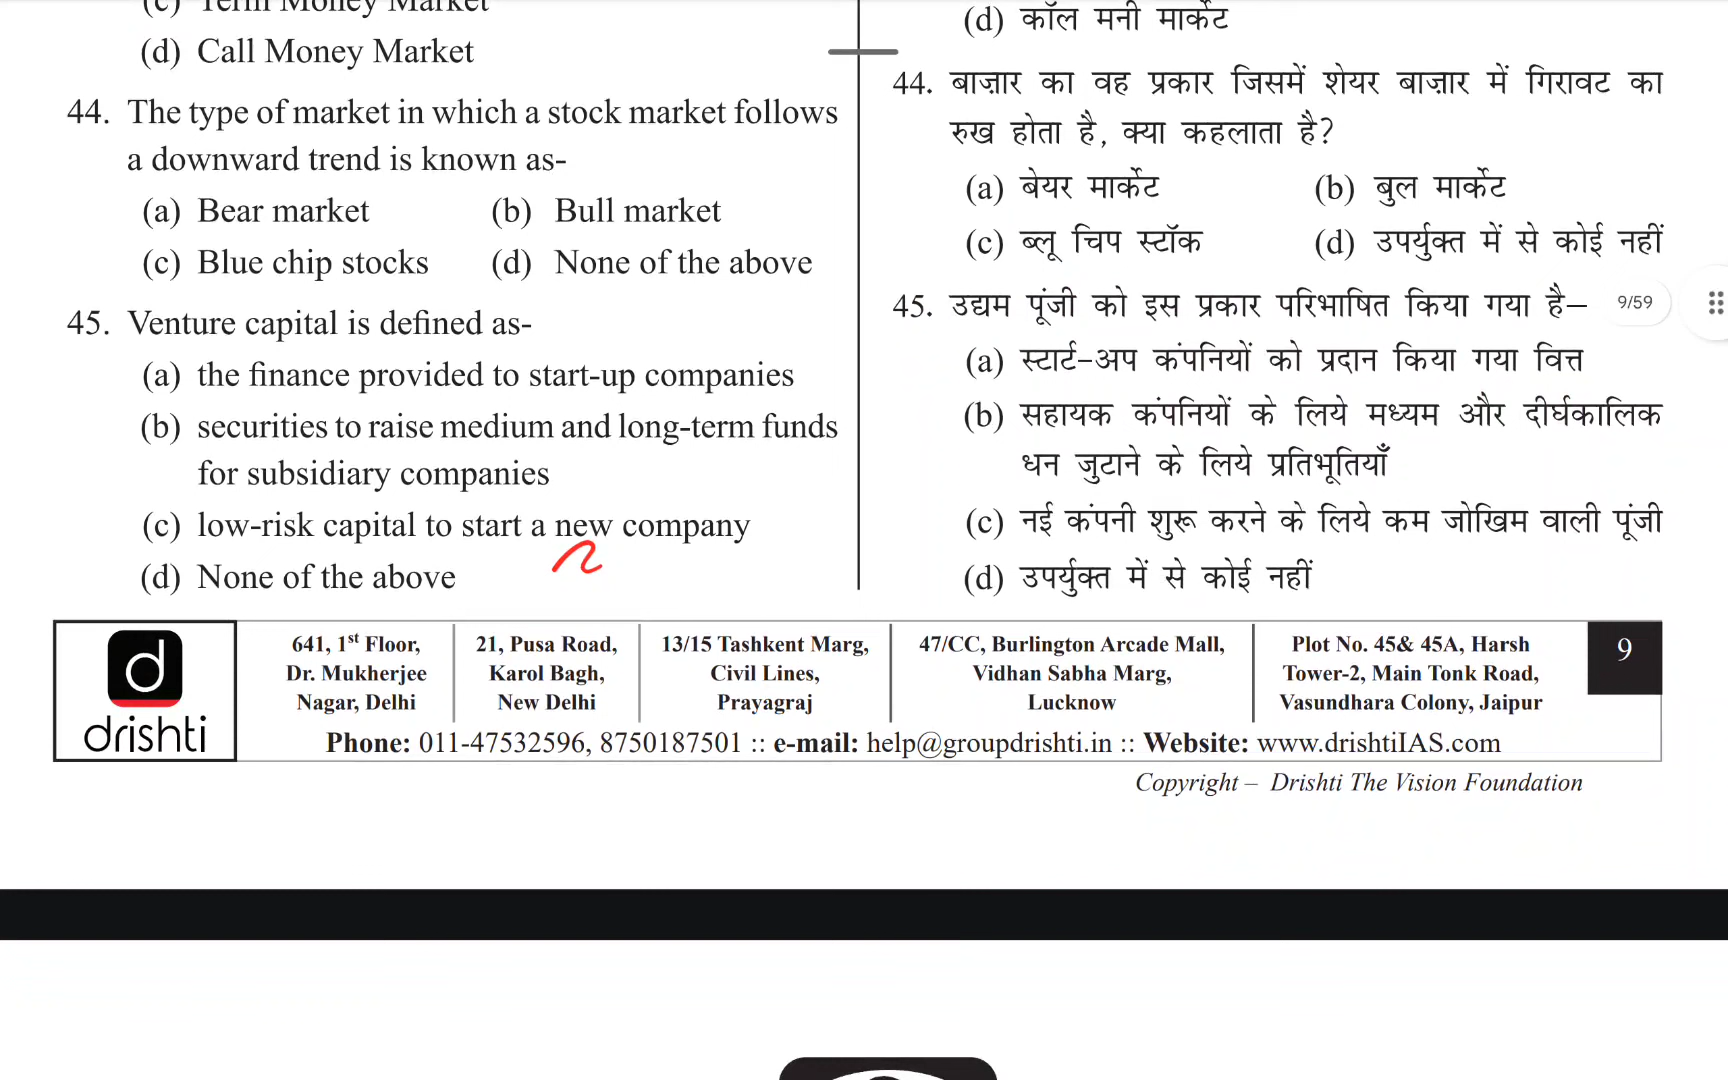 (c) Term Money Market
(d) Call Money Market
44. The type of market in which a stock market follows
a downward trend is known as-
(a) Bear market (b) Bull market
(c) Blue chip stocks (d) None of the above
45. Venture capital is defined as-
(a) the finance provided to start-up companies
(b) securities to raise medium and long-term funds
for subsidiary companies
(c) low-risk capital to start a new company
(d) None of the above
(d) कॉल मनी मार्केट
44. बाज़ार का वह प्रकार जिसमें शेयर बाज़ार में गिरावट का
रुख होता है, क्या कहलाता है?
(a) बेयर मार्केट (b) बुल मार्केट
(c) ब्लू चिप स्टॉक (d) उपर्युक्त में से कोई नहीं
45. उद्यम पूंजी को इस प्रकार परिभाषित किया गया है–
(a) स्टार्ट-अप कंपनियों को प्रदान किया गया वित्त
(b) सहायक कंपनियों के लिये मध्यम और दीर्घकालिक
धन जुटाने के लिये प्रतिभूतियाँ
(c) नई कंपनी शुरू करने के लिये कम जोखिम वाली पूंजी
(d) उपर्युक्त में से कोई नहीं
9/59
d
drishti
641, 1st Floor,
Dr. Mukherjee
Nagar, Delhi
21, Pusa Road,
Karol Bagh,
New Delhi
13/15 Tashkent Marg,
Civil Lines,
Prayagraj
47/CC, Burlington Arcade Mall,
Vidhan Sabha Marg,
Lucknow
Plot No. 45& 45A, Harsh
Tower-2, Main Tonk Road,
Vasundhara Colony, Jaipur
9
Phone: 011-47532596, 8750187501 :: e-mail: help@groupdrishti.in :: Website: www.drishtiIAS.com
Copyright – Drishti The Vision Foundation